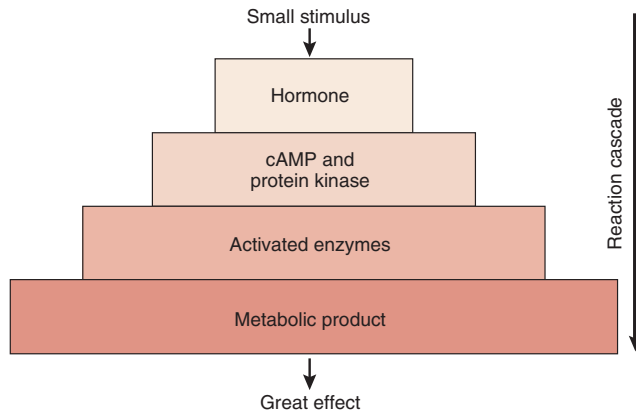 Small stimulus
Hormone
cAMP and
protein kinase
Activated enzymes
Metabolic product
Great effect
Reaction cascade